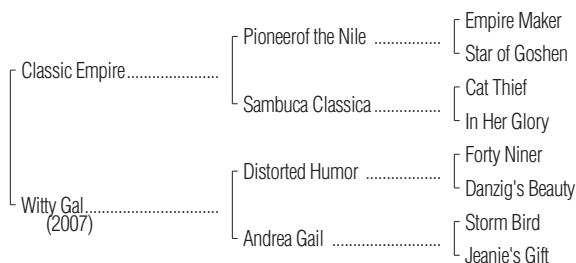 Empire Maker
Pioneerof the Nile ................
Star of Goshen
Classic Empire ......................
Cat Thief
Sambuca Classica ................
In Her Glory
Forty Niner
Distorted Humor ..................
Danzig's Beauty
Witty Gal ................................
(2007)
Storm Bird
Andrea Gail ..........................
Jeanie's Gift